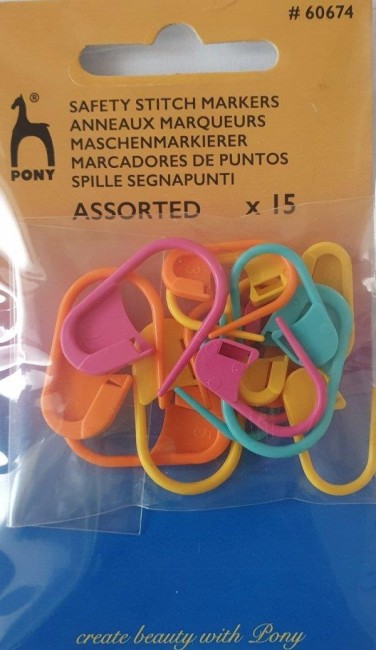 # 60674
®
PONY
SAFETY STITCH MARKERS
ANNEAUX MARQUEURS
MASCHENMARKIERER
MARCADORES DE PUNTOS
SPILLE SEGNAPUNTI
ASSORTED x 15
create beauty with Pony